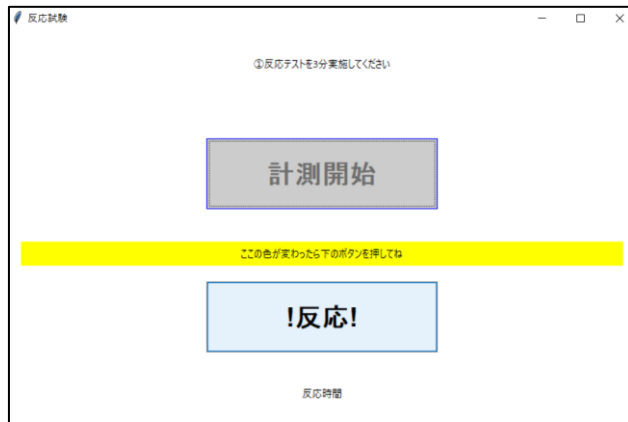 反応試験
①反応テストを3分実施してください
計測開始
ここの色が変わったら下のボタンを押してね
!反応!
反応時間